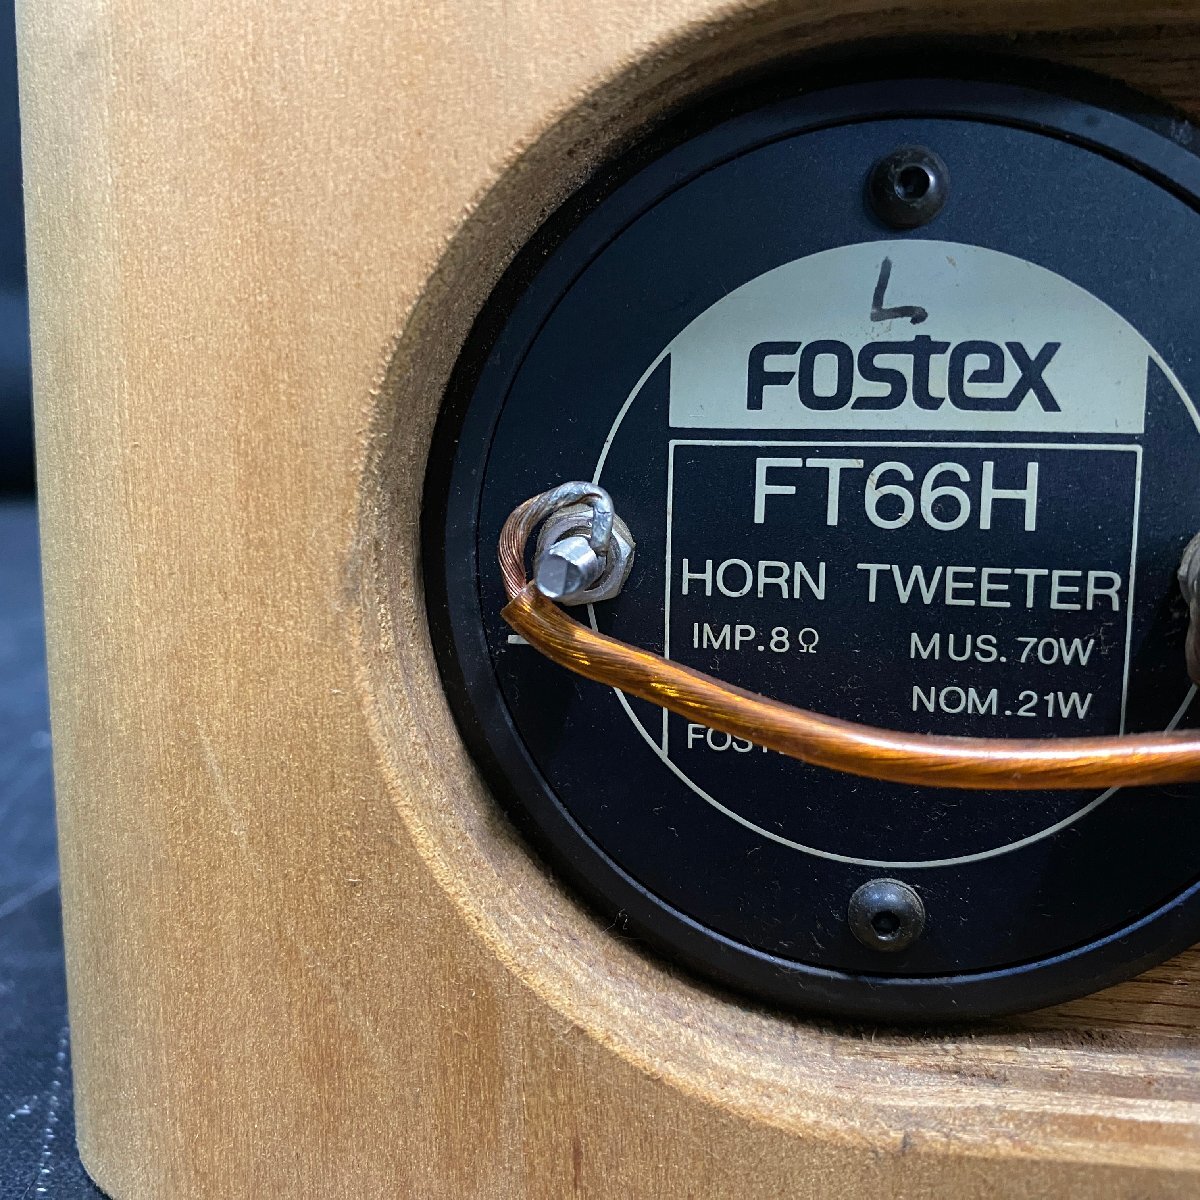 L
FOSTEX
FT66H
HORN TWEETER
IMP.8Ω MUS.70W
NOM.21W